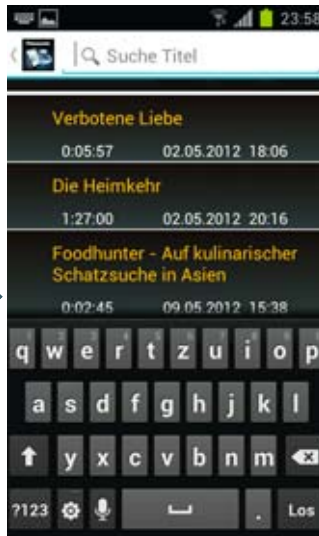 23:58
Suche Titel
Verbotene Liebe
0:05:57 02.05.2012 18:06
Die Heimkehr
1:27:00 02.05.2012 20:16
Foodhunter - Auf kulinarischer
Schatzsuche in Asien
0:02:45 09.05.2012 15:38
q w e r t z u i o p
a s d f g h j k l
y x c v b n m
?123 . Los